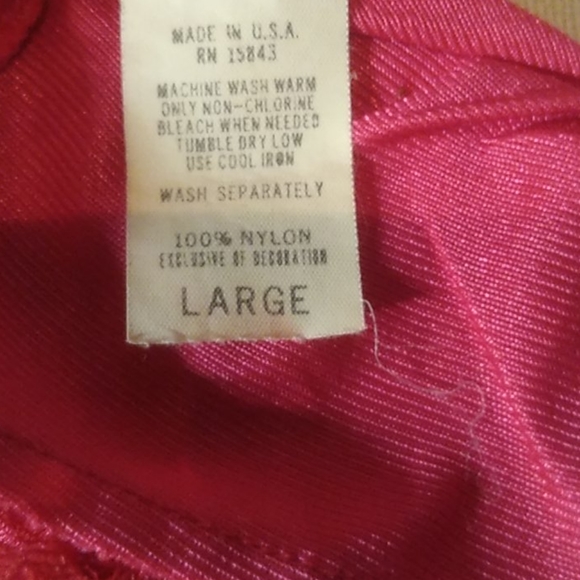 MADE IN U.S.A.
RN 15843
MACHINE WASH WARM
ONLY NON-CHLORINE
BLEACH WHEN NEEDED
TUMBLE DRY LOW
USE COOL IRON
WASH SEPARATELY
100% NYLON
EXCLUSIVE OF DECORATION
LARGE